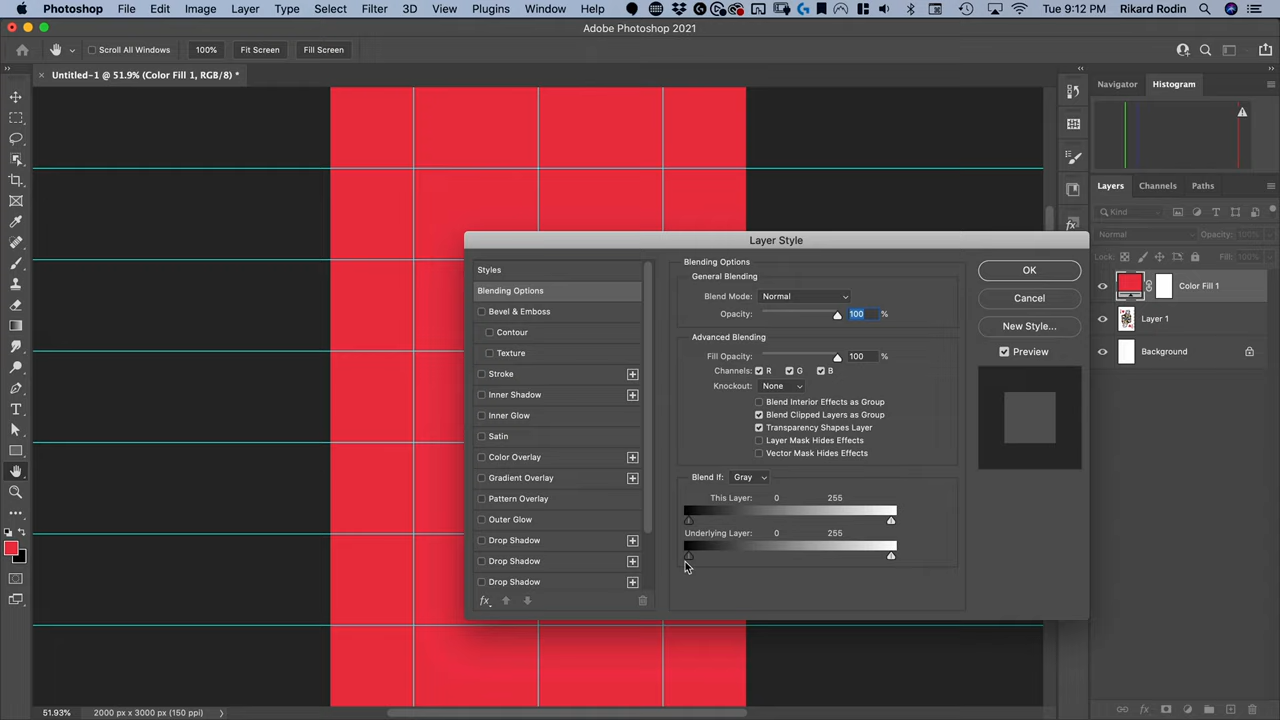 Photoshop File Edit Image Layer Type Select Filter 3D View Plugins Window Help Tue 9:12 PM Rikard Rodin
Adobe Photoshop 2021
Scroll All Windows 100% Fit Screen Fill Screen
Untitled-1 @ 51.9% (Color Fill 1, RGB/8) *
Navigator Histogram
Layers Channels Paths
Kind
Normal Opacity: 100%
Lock: Fill: 100%
Color Fill 1
Layer 1
Background
Layer Style
Styles
Blending Options
Bevel & Emboss
Contour
Texture
Stroke
Inner Shadow
Inner Glow
Satin
Color Overlay
Gradient Overlay
Pattern Overlay
Outer Glow
Drop Shadow
Drop Shadow
Drop Shadow
fx
Blending Options
General Blending
Blend Mode: Normal
Opacity: 100 %
Advanced Blending
Fill Opacity: 100 %
Channels: R G B
Knockout: None
Blend Interior Effects as Group
Blend Clipped Layers as Group
Transparency Shapes Layer
Layer Mask Hides Effects
Vector Mask Hides Effects
Blend If: Gray
This Layer: 0 255
Underlying Layer: 0 255
OK
Cancel
New Style...
Preview
51.93% 2000 px x 3000 px (150 ppi)